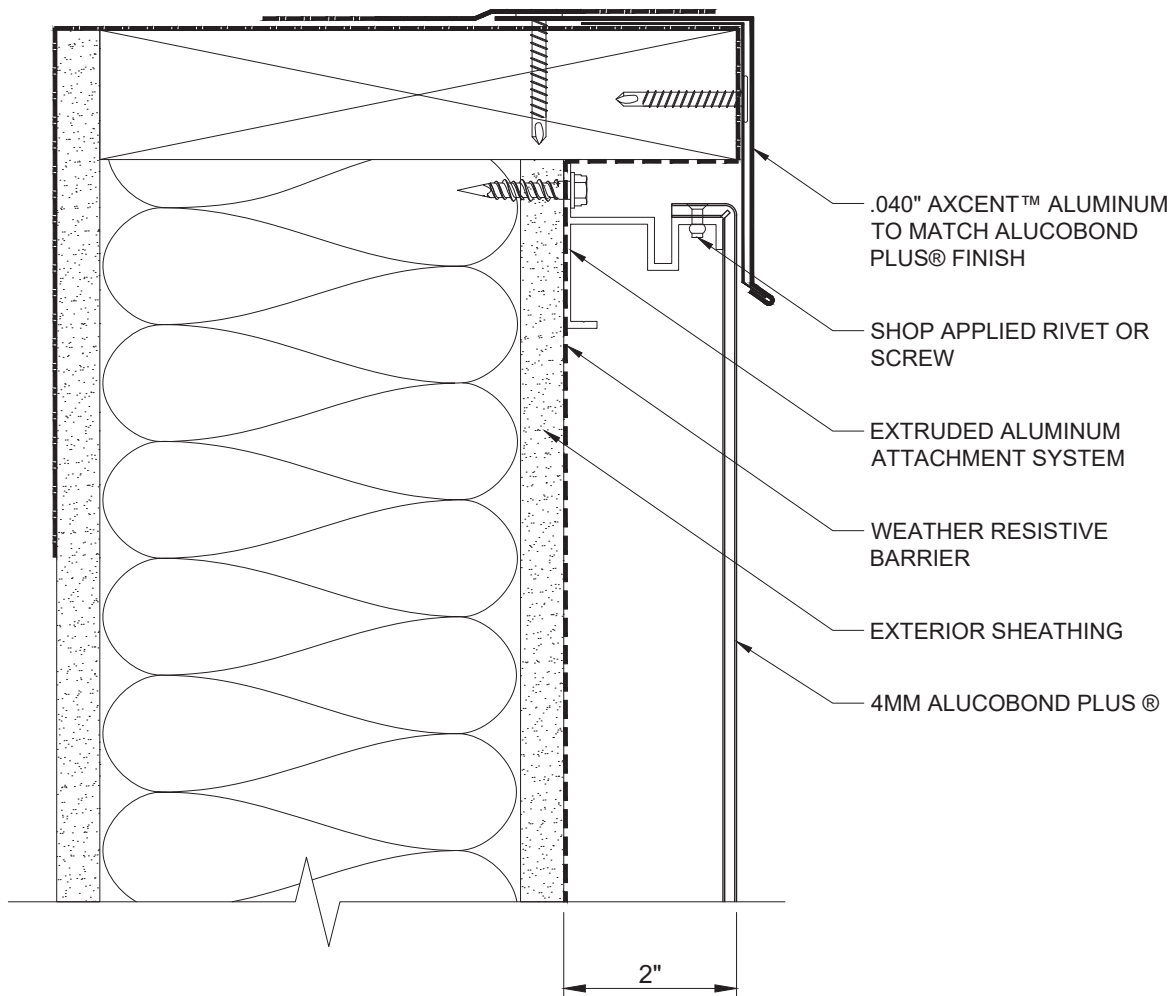 .040" AXCENT™ ALUMINUM
TO MATCH ALUCOBOND
PLUS® FINISH
SHOP APPLIED RIVET OR
SCREW
EXTRUDED ALUMINUM
ATTACHMENT SYSTEM
WEATHER RESISTIVE
BARRIER
EXTERIOR SHEATHING
4MM ALUCOBOND PLUS ®
2"